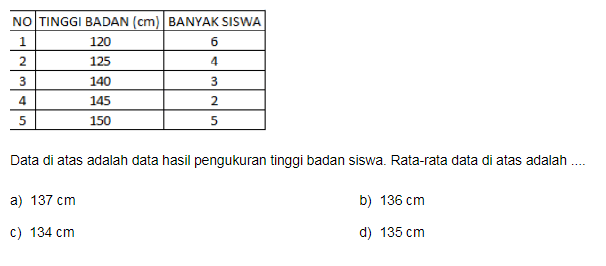 NO TINGGI BADAN (cm) BANYAK SISWA
1 120 6
2 125 4
3 140 3
4 145 2
5 150 5
Data di atas adalah data hasil pengukuran tinggi badan siswa. Rata-rata data di atas adalah ....
a) 137 cm b) 136 cm
c) 134 cm d) 135 cm